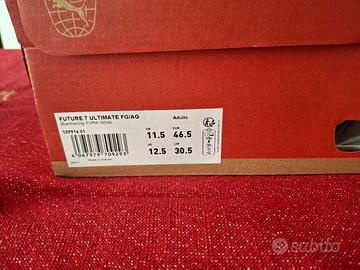 FUTURE 7 ULTIMATE FG/AG
Bluemazing-PUMA White
107916 01
4 067979 709293
Adults
UK 11.5 EUR 46.5
US 12.5 CM 30.5
subito